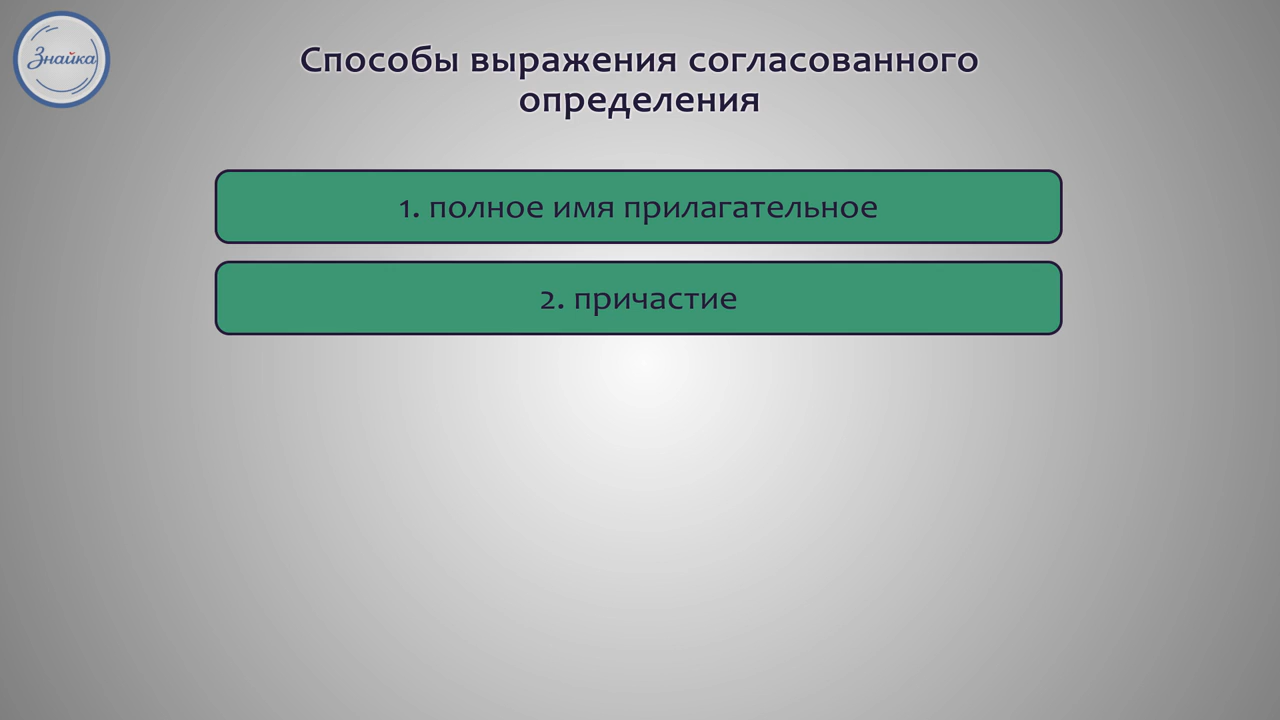 Знайка
Способы выражения согласованного
определения
1. полное имя прилагательное
2. причастие